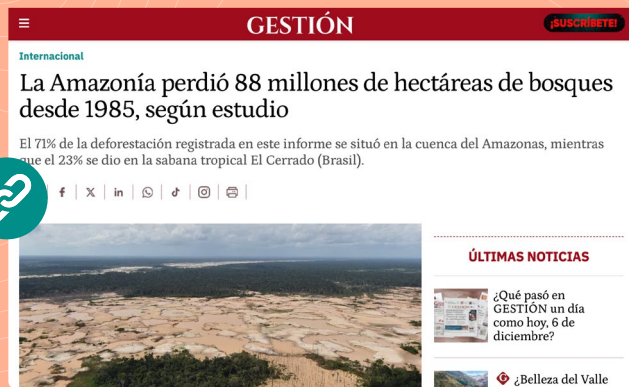 GESTIÓN
¡SUSCRÍBETE!
Internacional
La Amazonía perdió 88 millones de hectáreas de bosques
desde 1985, según estudio
El 71% de la deforestación registrada en este informe se situó en la cuenca del Amazonas, mientras
que el 23% se dio en la sabana tropical El Cerrado (Brasil).
ÚLTIMAS NOTICIAS
¿Qué pasó en
GESTIÓN un día
como hoy, 6 de
diciembre?
¿Belleza del Valle